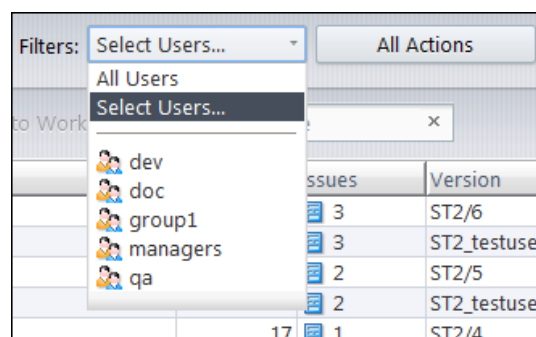 Filters: Select Users... All Actions
All Users
Select Users...
to Work
dev
doc
group1
managers
qa
ssues Version
3 ST2/6
3 ST2_testuse
2 ST2/5
2 ST2_testuse
17 1 ST2/4